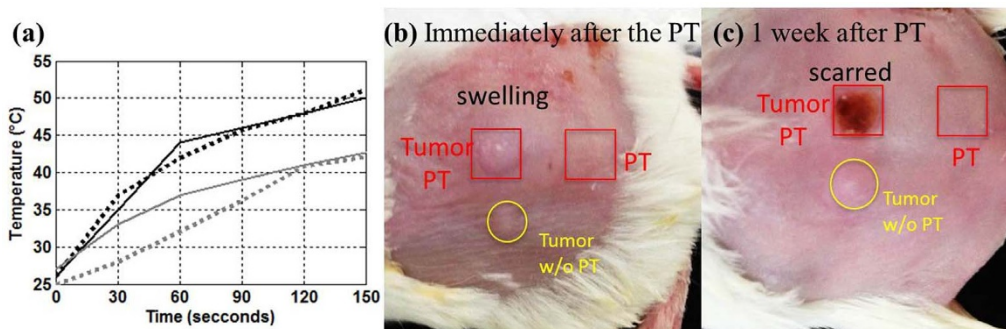 (a)
55
50
45
40
35
30
25
0
30
60
90
120
150
Temperature (°C)
Time (secconds)
(b) Immediately after the PT
swelling
Tumor
PT
PT
Tumor
w/o PT
(c) 1 week after PT
scarred
Tumor
PT
PT
Tumor
w/o PT